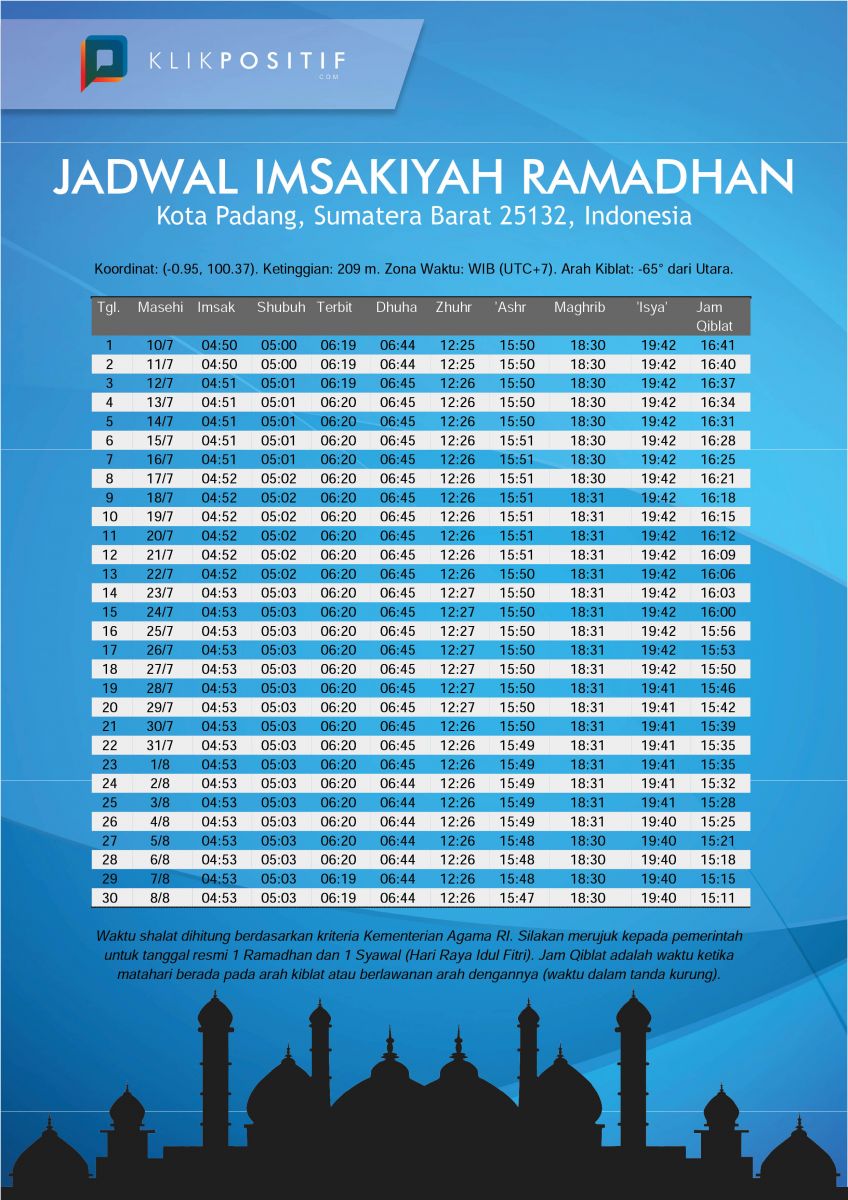 KLIKPOSITIF
.COM
JADWAL IMSAKIYAH RAMADHAN
Kota Padang, Sumatera Barat 25132, Indonesia
Koordinat: (-0.95, 100.37). Ketinggian: 209 m. Zona Waktu: WIB (UTC+7). Arah Kiblat: -65° dari Utara.
Tgl. Masehi Imsak Shubuh Terbit Dhuha Zhuhr 'Ashr Maghrib 'Isya' Jam Qiblat
1 10/7 04:50 05:00 06:19 06:44 12:25 15:50 18:30 19:42 16:41
2 11/7 04:50 05:00 06:19 06:44 12:25 15:50 18:30 19:42 16:40
3 12/7 04:51 05:01 06:19 06:45 12:26 15:50 18:30 19:42 16:37
4 13/7 04:51 05:01 06:20 06:45 12:26 15:50 18:30 19:42 16:34
5 14/7 04:51 05:01 06:20 06:45 12:26 15:50 18:30 19:42 16:31
6 15/7 04:51 05:01 06:20 06:45 12:26 15:51 18:30 19:42 16:28
7 16/7 04:51 05:01 06:20 06:45 12:26 15:51 18:30 19:42 16:25
8 17/7 04:52 05:02 06:20 06:45 12:26 15:51 18:30 19:42 16:21
9 18/7 04:52 05:02 06:20 06:45 12:26 15:51 18:31 19:42 16:18
10 19/7 04:52 05:02 06:20 06:45 12:26 15:51 18:31 19:42 16:15
11 20/7 04:52 05:02 06:20 06:45 12:26 15:51 18:31 19:42 16:12
12 21/7 04:52 05:02 06:20 06:45 12:26 15:51 18:31 19:42 16:09
13 22/7 04:52 05:02 06:20 06:45 12:26 15:50 18:31 19:42 16:06
14 23/7 04:53 05:03 06:20 06:45 12:27 15:50 18:31 19:42 16:03
15 24/7 04:53 05:03 06:20 06:45 12:27 15:50 18:31 19:42 16:00
16 25/7 04:53 05:03 06:20 06:45 12:27 15:50 18:31 19:42 15:56
17 26/7 04:53 05:03 06:20 06:45 12:27 15:50 18:31 19:42 15:53
18 27/7 04:53 05:03 06:20 06:45 12:27 15:50 18:31 19:42 15:50
19 28/7 04:53 05:03 06:20 06:45 12:27 15:50 18:31 19:41 15:46
20 29/7 04:53 05:03 06:20 06:45 12:27 15:50 18:31 19:41 15:42
21 30/7 04:53 05:03 06:20 06:45 12:26 15:50 18:31 19:41 15:39
22 31/7 04:53 05:03 06:20 06:45 12:26 15:49 18:31 19:41 15:35
23 1/8 04:53 05:03 06:20 06:45 12:26 15:49 18:31 19:41 15:35
24 2/8 04:53 05:03 06:20 06:44 12:26 15:49 18:31 19:41 15:32
25 3/8 04:53 05:03 06:20 06:44 12:26 15:49 18:31 19:41 15:28
26 4/8 04:53 05:03 06:20 06:44 12:26 15:49 18:31 19:40 15:25
27 5/8 04:53 05:03 06:20 06:44 12:26 15:48 18:30 19:40 15:21
28 6/8 04:53 05:03 06:20 06:44 12:26 15:48 18:30 19:40 15:18
29 7/8 04:53 05:03 06:19 06:44 12:26 15:48 18:30 19:40 15:15
30 8/8 04:53 05:03 06:19 06:44 12:26 15:47 18:30 19:40 15:11
Waktu shalat dihitung berdasarkan kriteria Kementerian Agama RI. Silakan merujuk kepada pemerintah
untuk tanggal resmi 1 Ramadhan dan 1 Syawal (Hari Raya Idul Fitri). Jam Qiblat adalah waktu ketika
matahari berada pada arah kiblat atau berlawanan arah dengannya (waktu dalam tanda kurung).